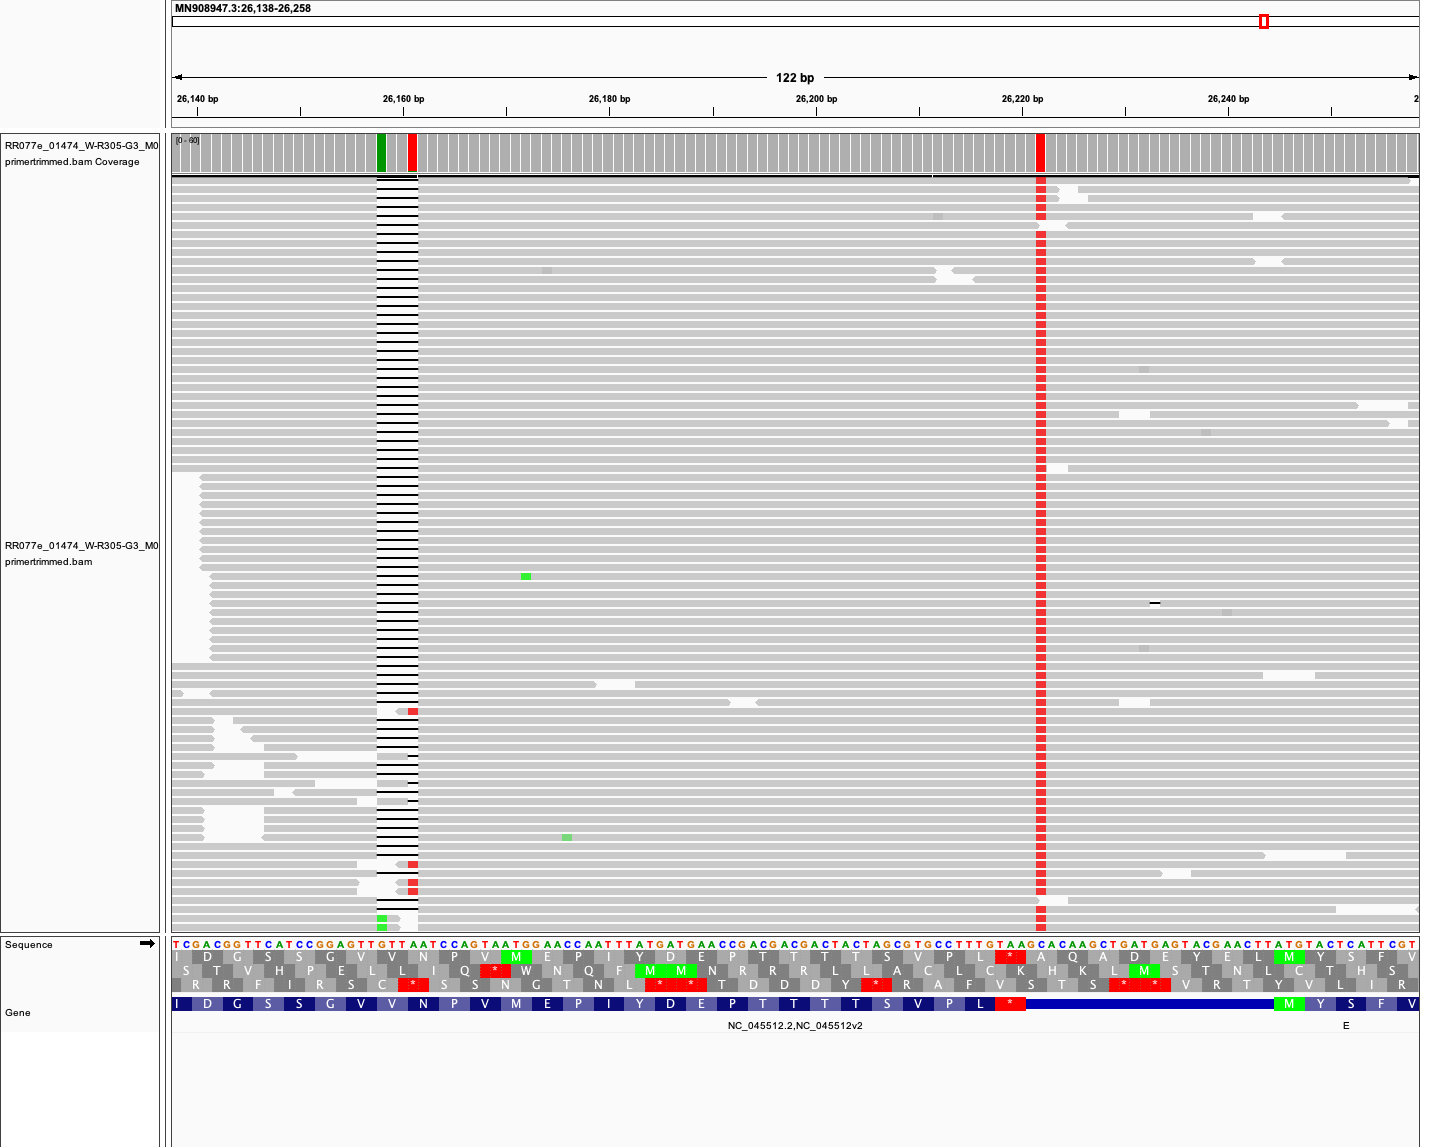 MN908947.3:26,138-26,258
122 bp
26,140 bp 26,160 bp 26,180 bp 26,200 bp 26,220 bp 26,240 bp 2
RR077e_01474_W-R305-G3_M0
primertrimmed.bam Coverage
[0 - 60]
RR077e_01474_W-R305-G3_M0
primertrimmed.bam
Sequence
TCGACGGTTCATCCGGAGTTGTTAATCCAGTAATGGAACCAATTTATGATGAACCGACGACGACTACTAGCGTGCCTTTGTAAGCACAAGCTGATGAGTACGAACTTATGTACTCATTCGT
I D G S S G V V N P V M E P I Y D E P T T T T S V P L * A Q A D E Y E L M Y S F V
S T V H P E L L I Q * W N Q F M M N R R R L L A C L C K H K L M S T N L C T H S
R R F I R S C * S S N G T N L * * T D D D Y * R A F V S T S * * V R T Y V L I R
Gene
I D G S S G V V N P V M E P I Y D E P T T T T S V P L * M Y S F V
NC_045512.2,NC_045512v2
E